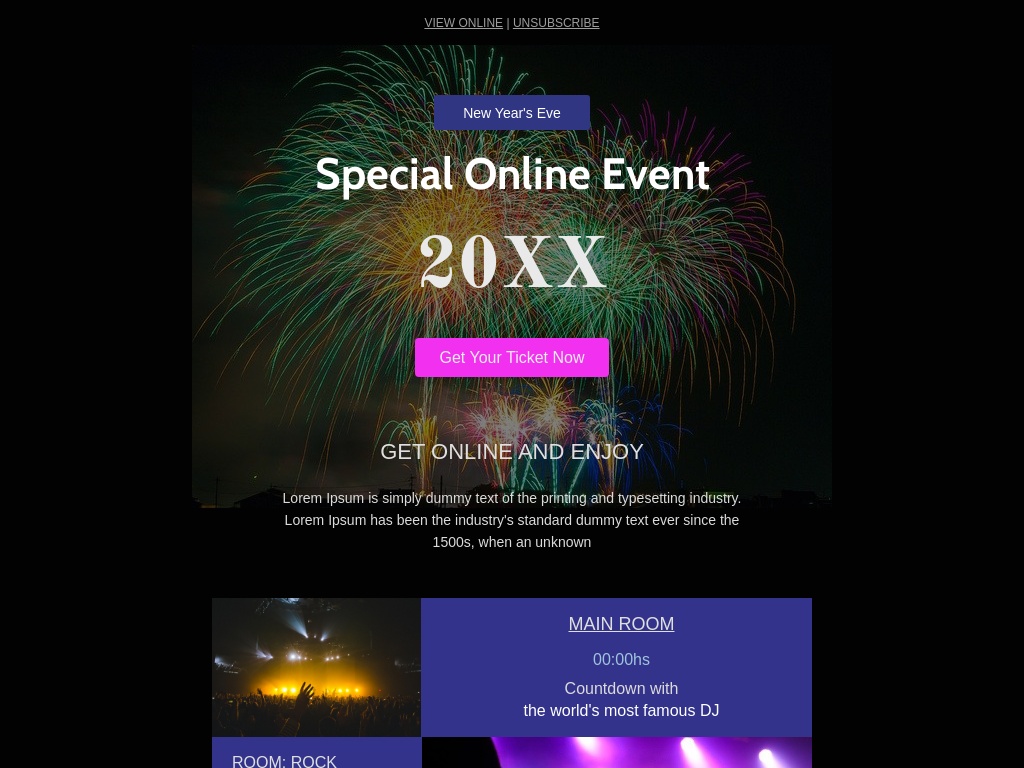 VIEW ONLINE | UNSUBSCRIBE
New Year's Eve
Special Online Event
20XX
Get Your Ticket Now
GET ONLINE AND ENJOY
Lorem Ipsum is simply dummy text of the printing and typesetting industry.
Lorem Ipsum has been the industry's standard dummy text ever since the
1500s, when an unknown
MAIN ROOM
00:00hs
Countdown with
the world's most famous DJ
ROOM: ROCK